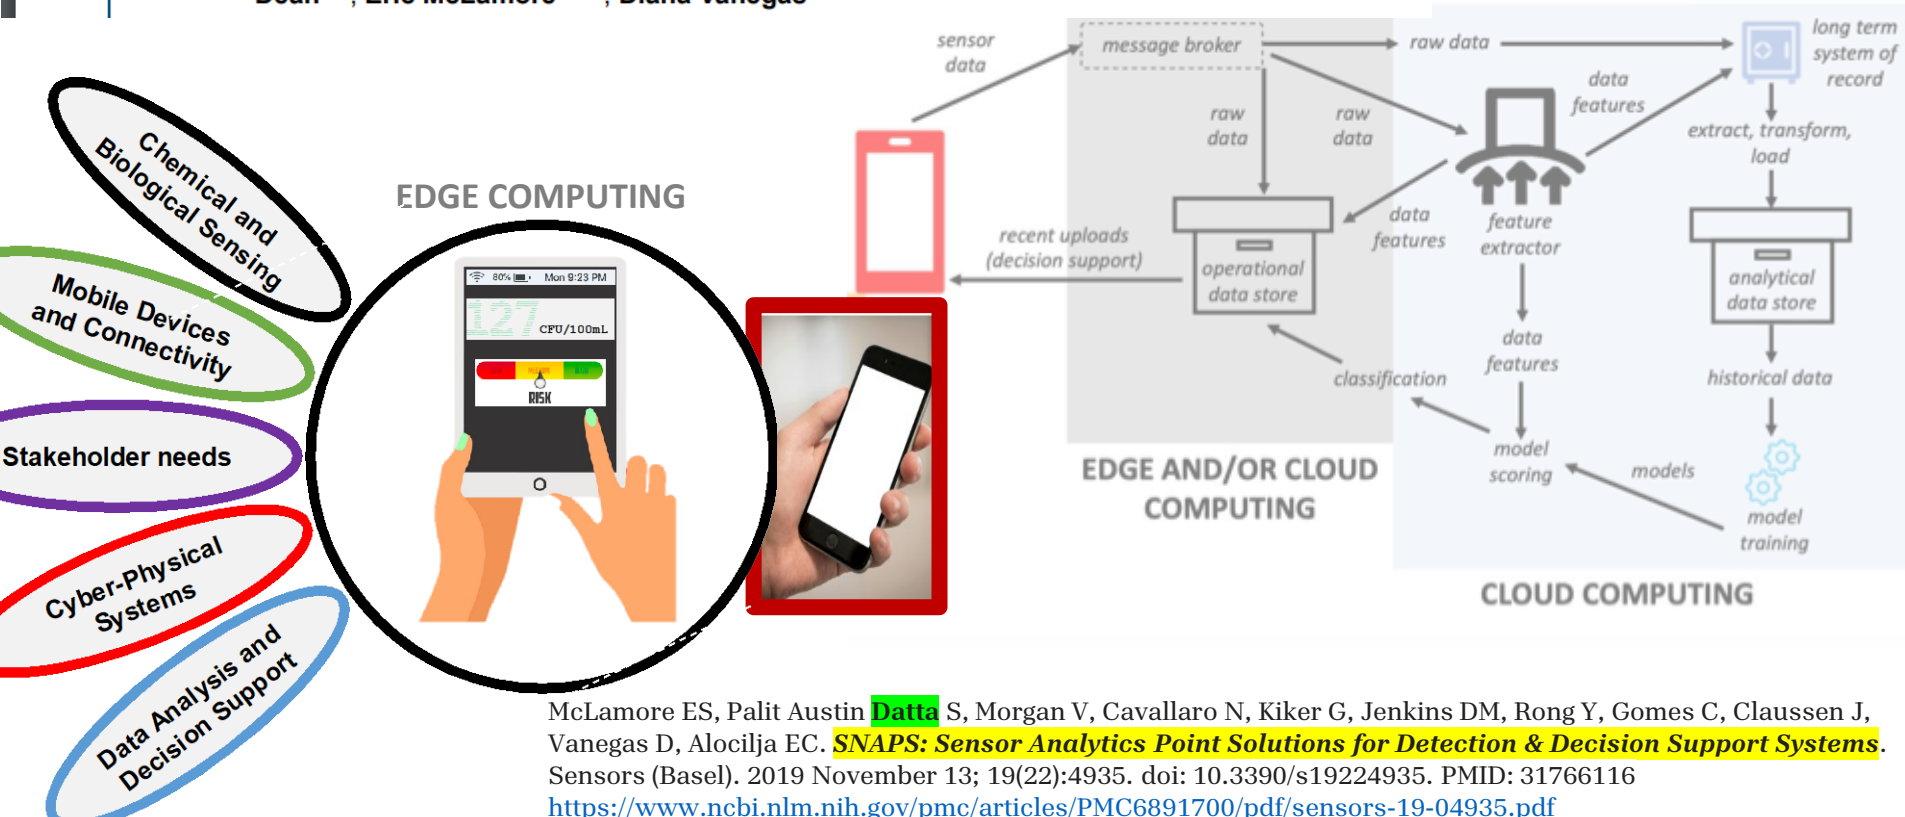 Chemical and
Biological Sensing
Mobile Devices
and Connectivity
Stakeholder needs
Cyber-Physical
Systems
Data Analysis and
Decision Support
EDGE COMPUTING
80%
Mon 9:23 PM
127
CFU/100mL
RISK
sensor
data
message broker
raw data
long term
system of
record
raw
data
raw
data
data
features
extract, transform,
load
recent uploads
(decision support)
operational
data store
data
features
feature
extractor
analytical
data store
data
features
classification
historical data
model
scoring
models
model
training
EDGE AND/OR CLOUD
COMPUTING
CLOUD COMPUTING
McLamore ES, Palit Austin Datta S, Morgan V, Cavallaro N, Kiker G, Jenkins DM, Rong Y, Gomes C, Claussen J,
Vanegas D, Alocilja EC. SNAPS: Sensor Analytics Point Solutions for Detection & Decision Support Systems.
Sensors (Basel). 2019 November 13; 19(22):4935. doi: 10.3390/s19224935. PMID: 31766116
https://www.ncbi.nlm.nih.gov/pmc/articles/PMC6891700/pdf/sensors-19-04935.pdf